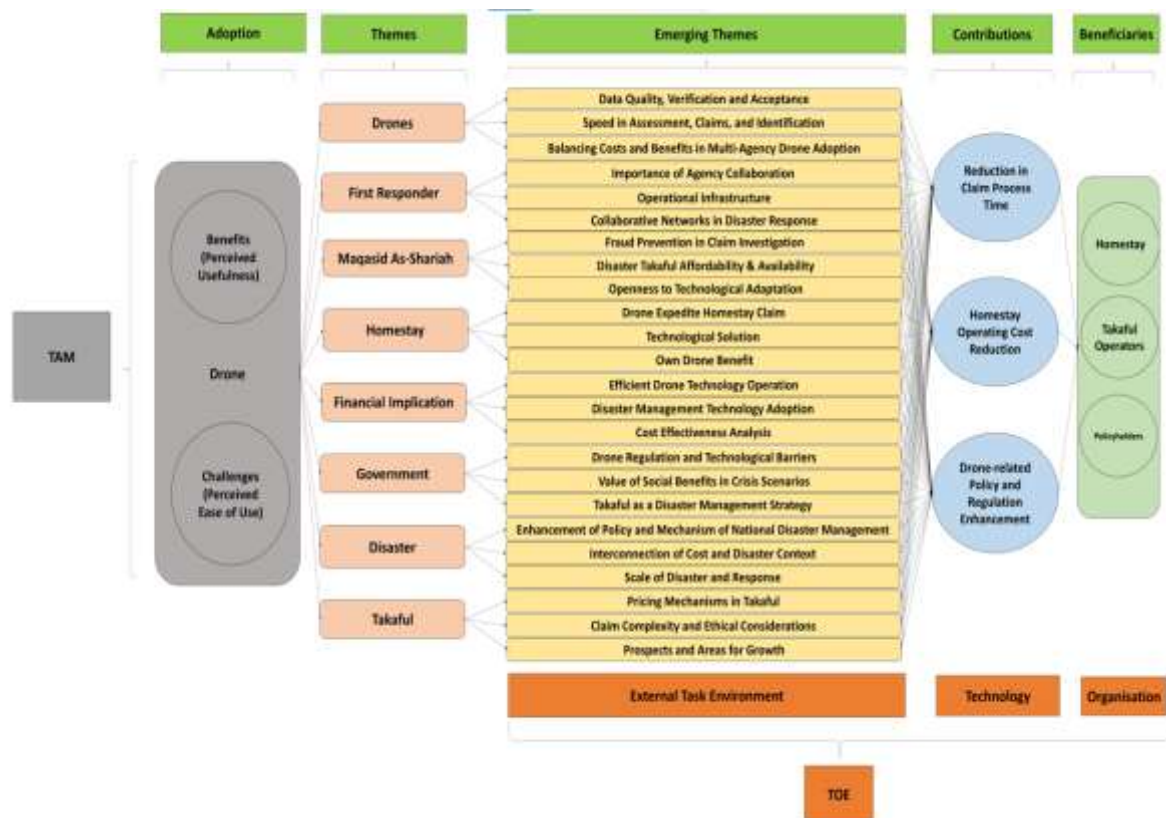 Adoption
Themes
Emerging Themes
Contributions
Beneficiaries
TAM
Benefits
(Perceived
Usefulness)
Drone
Challenges
(Perceived
Ease of Use)
Drones
First Responder
Maqasid As-Shariah
Homestay
Financial Implication
Government
Disaster
Takaful
Data Quality, Verification and Acceptance
Speed in Assessment, Claims, and Identification
Balancing Costs and Benefits in Multi-Agency Drone Adoption
Importance of Agency Collaboration
Operational Infrastructure
Collaborative Networks in Disaster Response
Fraud Prevention in Claim Investigation
Disaster Takaful Affordability & Availability
Openness to Technological Adaptation
Drone Expedite Homestay Claim
Technological Solution
Own Drone Benefit
Efficient Drone Technology Operation
Disaster Management Technology Adoption
Cost Effectiveness Analysis
Drone Regulation and Technological Barriers
Value of Social Benefits in Crisis Scenarios
Takaful as a Disaster Management Strategy
Enhancement of Policy and Mechanism of National Disaster Management
Interconnection of Cost and Disaster Context
Scale of Disaster and Response
Pricing Mechanisms in Takaful
Claim Complexity and Ethical Considerations
Prospects and Areas for Growth
Reduction in
Claim Process
Time
Homestay
Operating Cost
Reduction
Drone-related
Policy and
Regulation
Enhancement
Homestay
Takaful
Operators
Policyholders
External Task Environment
Technology
Organisation
TOE